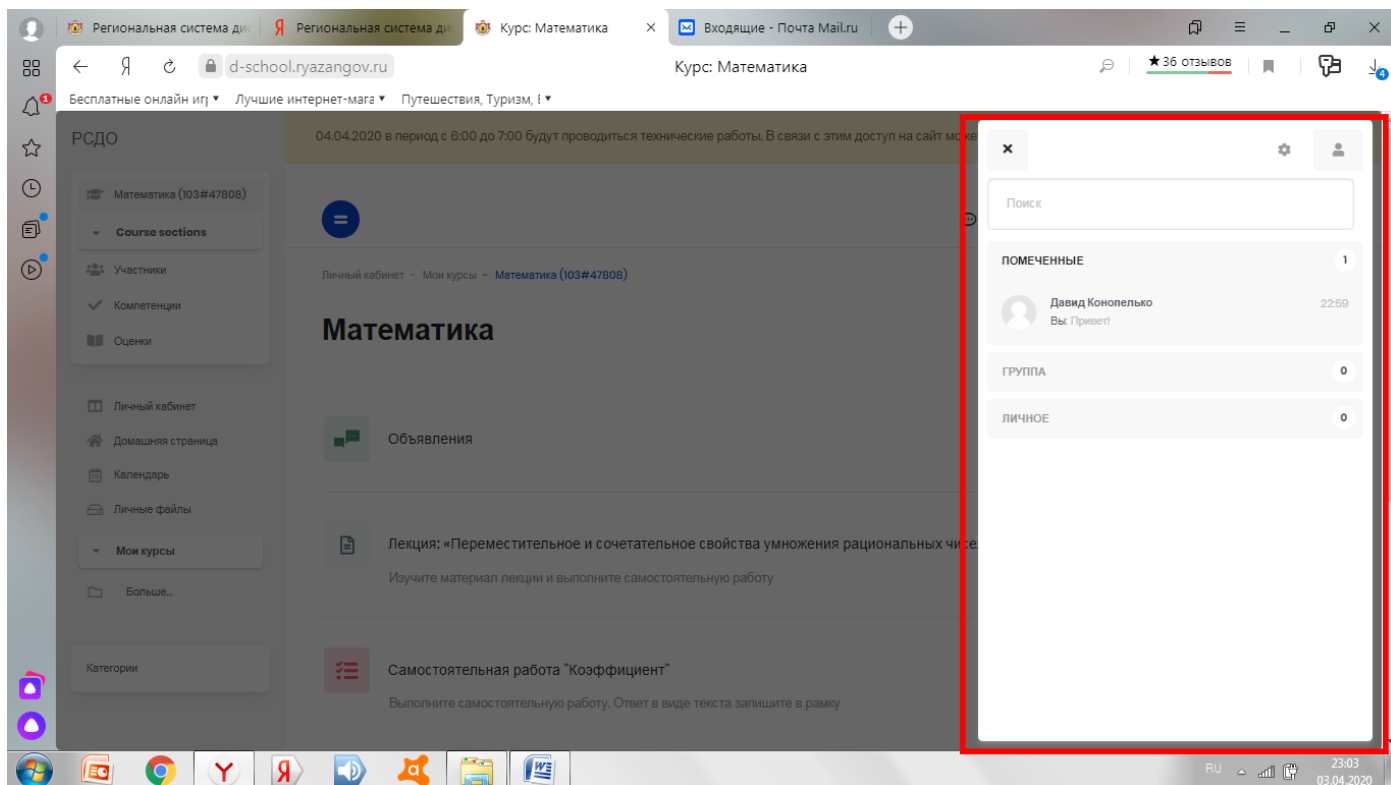 Региональная система ди
Региональная система ди
Курс: Математика
Входящие - Почта Mail.ru
d-school.ryazangov.ru
Курс: Математика
★ 36 отзывов
4
Бесплатные онлайн игр
Лучшие интернет-мага
Путешествия, Туризм, Е
РСДО
04.04.2020 в период с 6:00 до 7:00 будут проводиться технические работы. В связи с этим доступ на сайт може
Математика (103#47808)
Course sections
Участники
Компетенции
Оценки
Личный кабинет
Домашняя страница
Календарь
Личные файлы
Мои курсы
Больше...
Категории
Личный кабинет - Мои курсы - Математика (103#47808)
Математика
Объявления
Лекция: «Переместительное и сочетательное свойства умножения рациональных чисе
Изучите материал лекции и выполните самостоятельную работу
Самостоятельная работа "Коэффициент"
Выполните самостоятельную работу. Ответ в виде текста запишите в рамку
Поиск
ПОМЕЧЕННЫЕ 1
Давид Конопелько 22:59
Вы: Привет!
ГРУППА 0
ЛИЧНОЕ 0
RU
23:03
03.04.2020